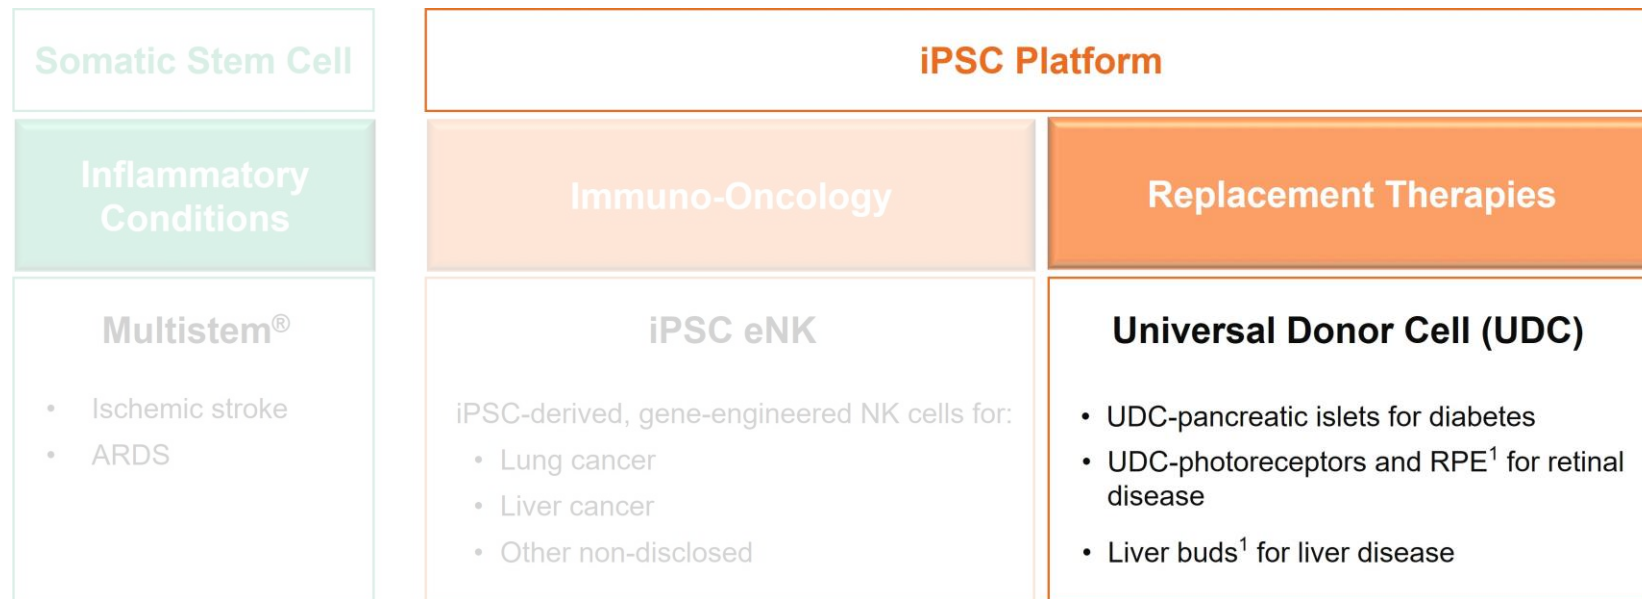 Somatic Stem Cell
Inflammatory
Conditions
Multistem®
• Ischemic stroke
• ARDS
iPSC Platform
Immuno-Oncology
iPSC eNK
iPSC-derived, gene-engineered NK cells for:
• Lung cancer
• Liver cancer
• Other non-disclosed
Replacement Therapies
Universal Donor Cell (UDC)
• UDC-pancreatic islets for diabetes
• UDC-photoreceptors and RPE¹ for retinal
disease
• Liver buds¹ for liver disease